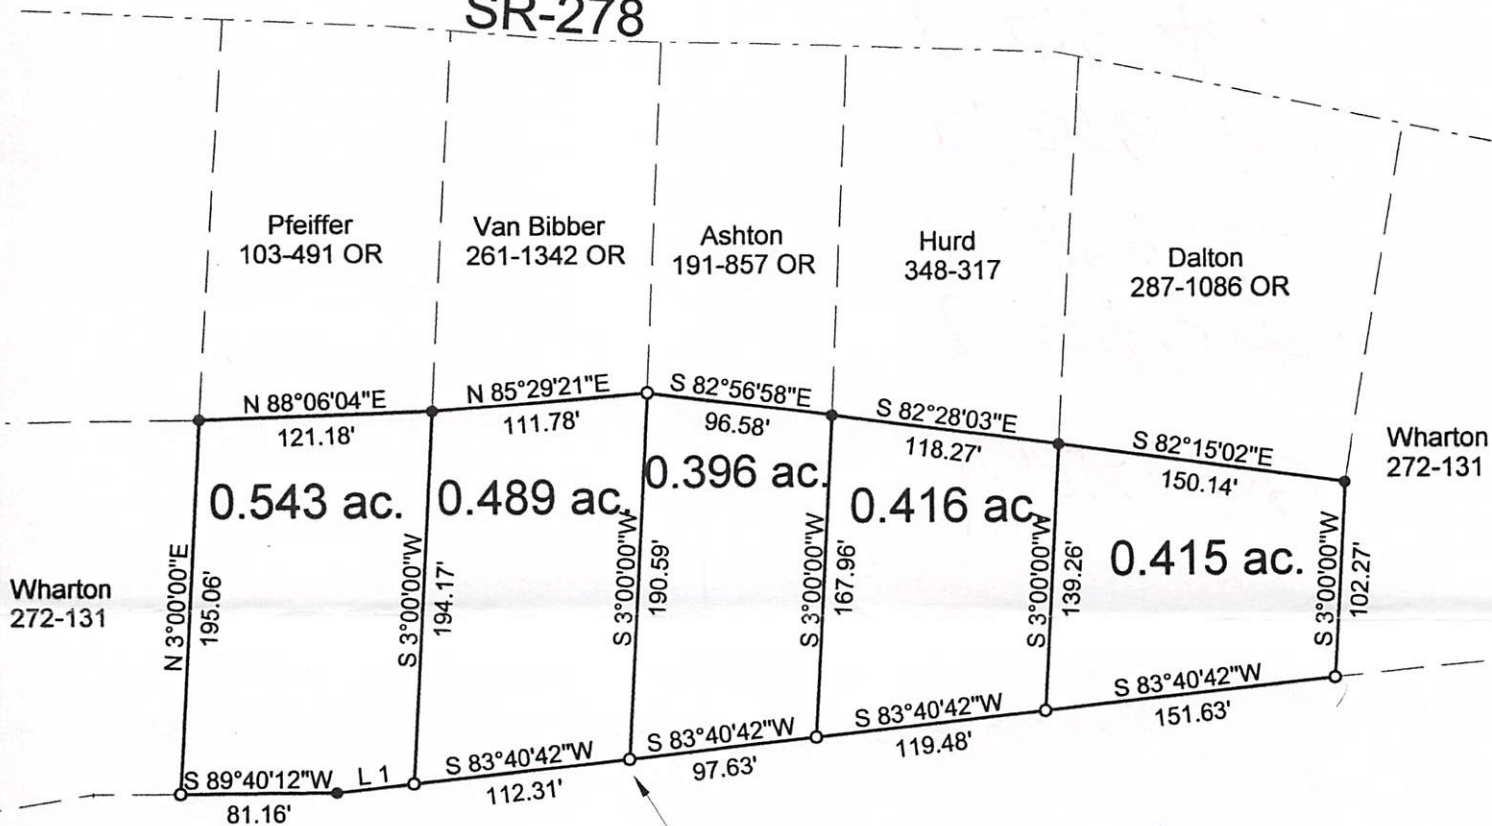 SR-278
Pfeiffer
103-491 OR
Van Bibber
261-1342 OR
Ashton
191-857 OR
Hurd
348-317
Dalton
287-1086 OR
N 88°06'04"E
121.18'
N 85°29'21"E
111.78'
S 82°56'58"E
96.58'
S 82°28'03"E
118.27'
S 82°15'02"E
150.14'
Wharton
272-131
0.543 ac.
0.489 ac.
0.396 ac.
0.416 ac.
0.415 ac.
Wharton
272-131
N 3°00'00"E
195.06'
S 3°00'00"W
194.17'
S 3°00'00"W
190.59'
S 3°00'00"W
167.96'
S 3°00'00"W
139.26'
S 3°00'00"W
102.27'
S 89°40'12"W
81.16'
L 1
S 83°40'42"W
112.31'
S 83°40'42"W
97.63'
S 83°40'42"W
119.48'
S 83°40'42"W
151.63'